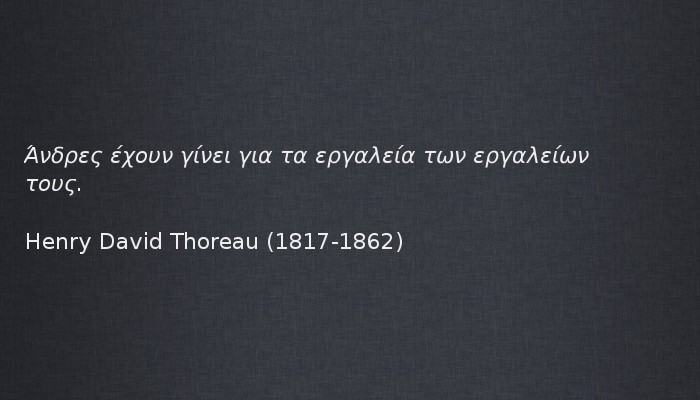 Άνδρες έχουν γίνει για τα εργαλεία των εργαλείων
τους.
Henry David Thoreau (1817-1862)